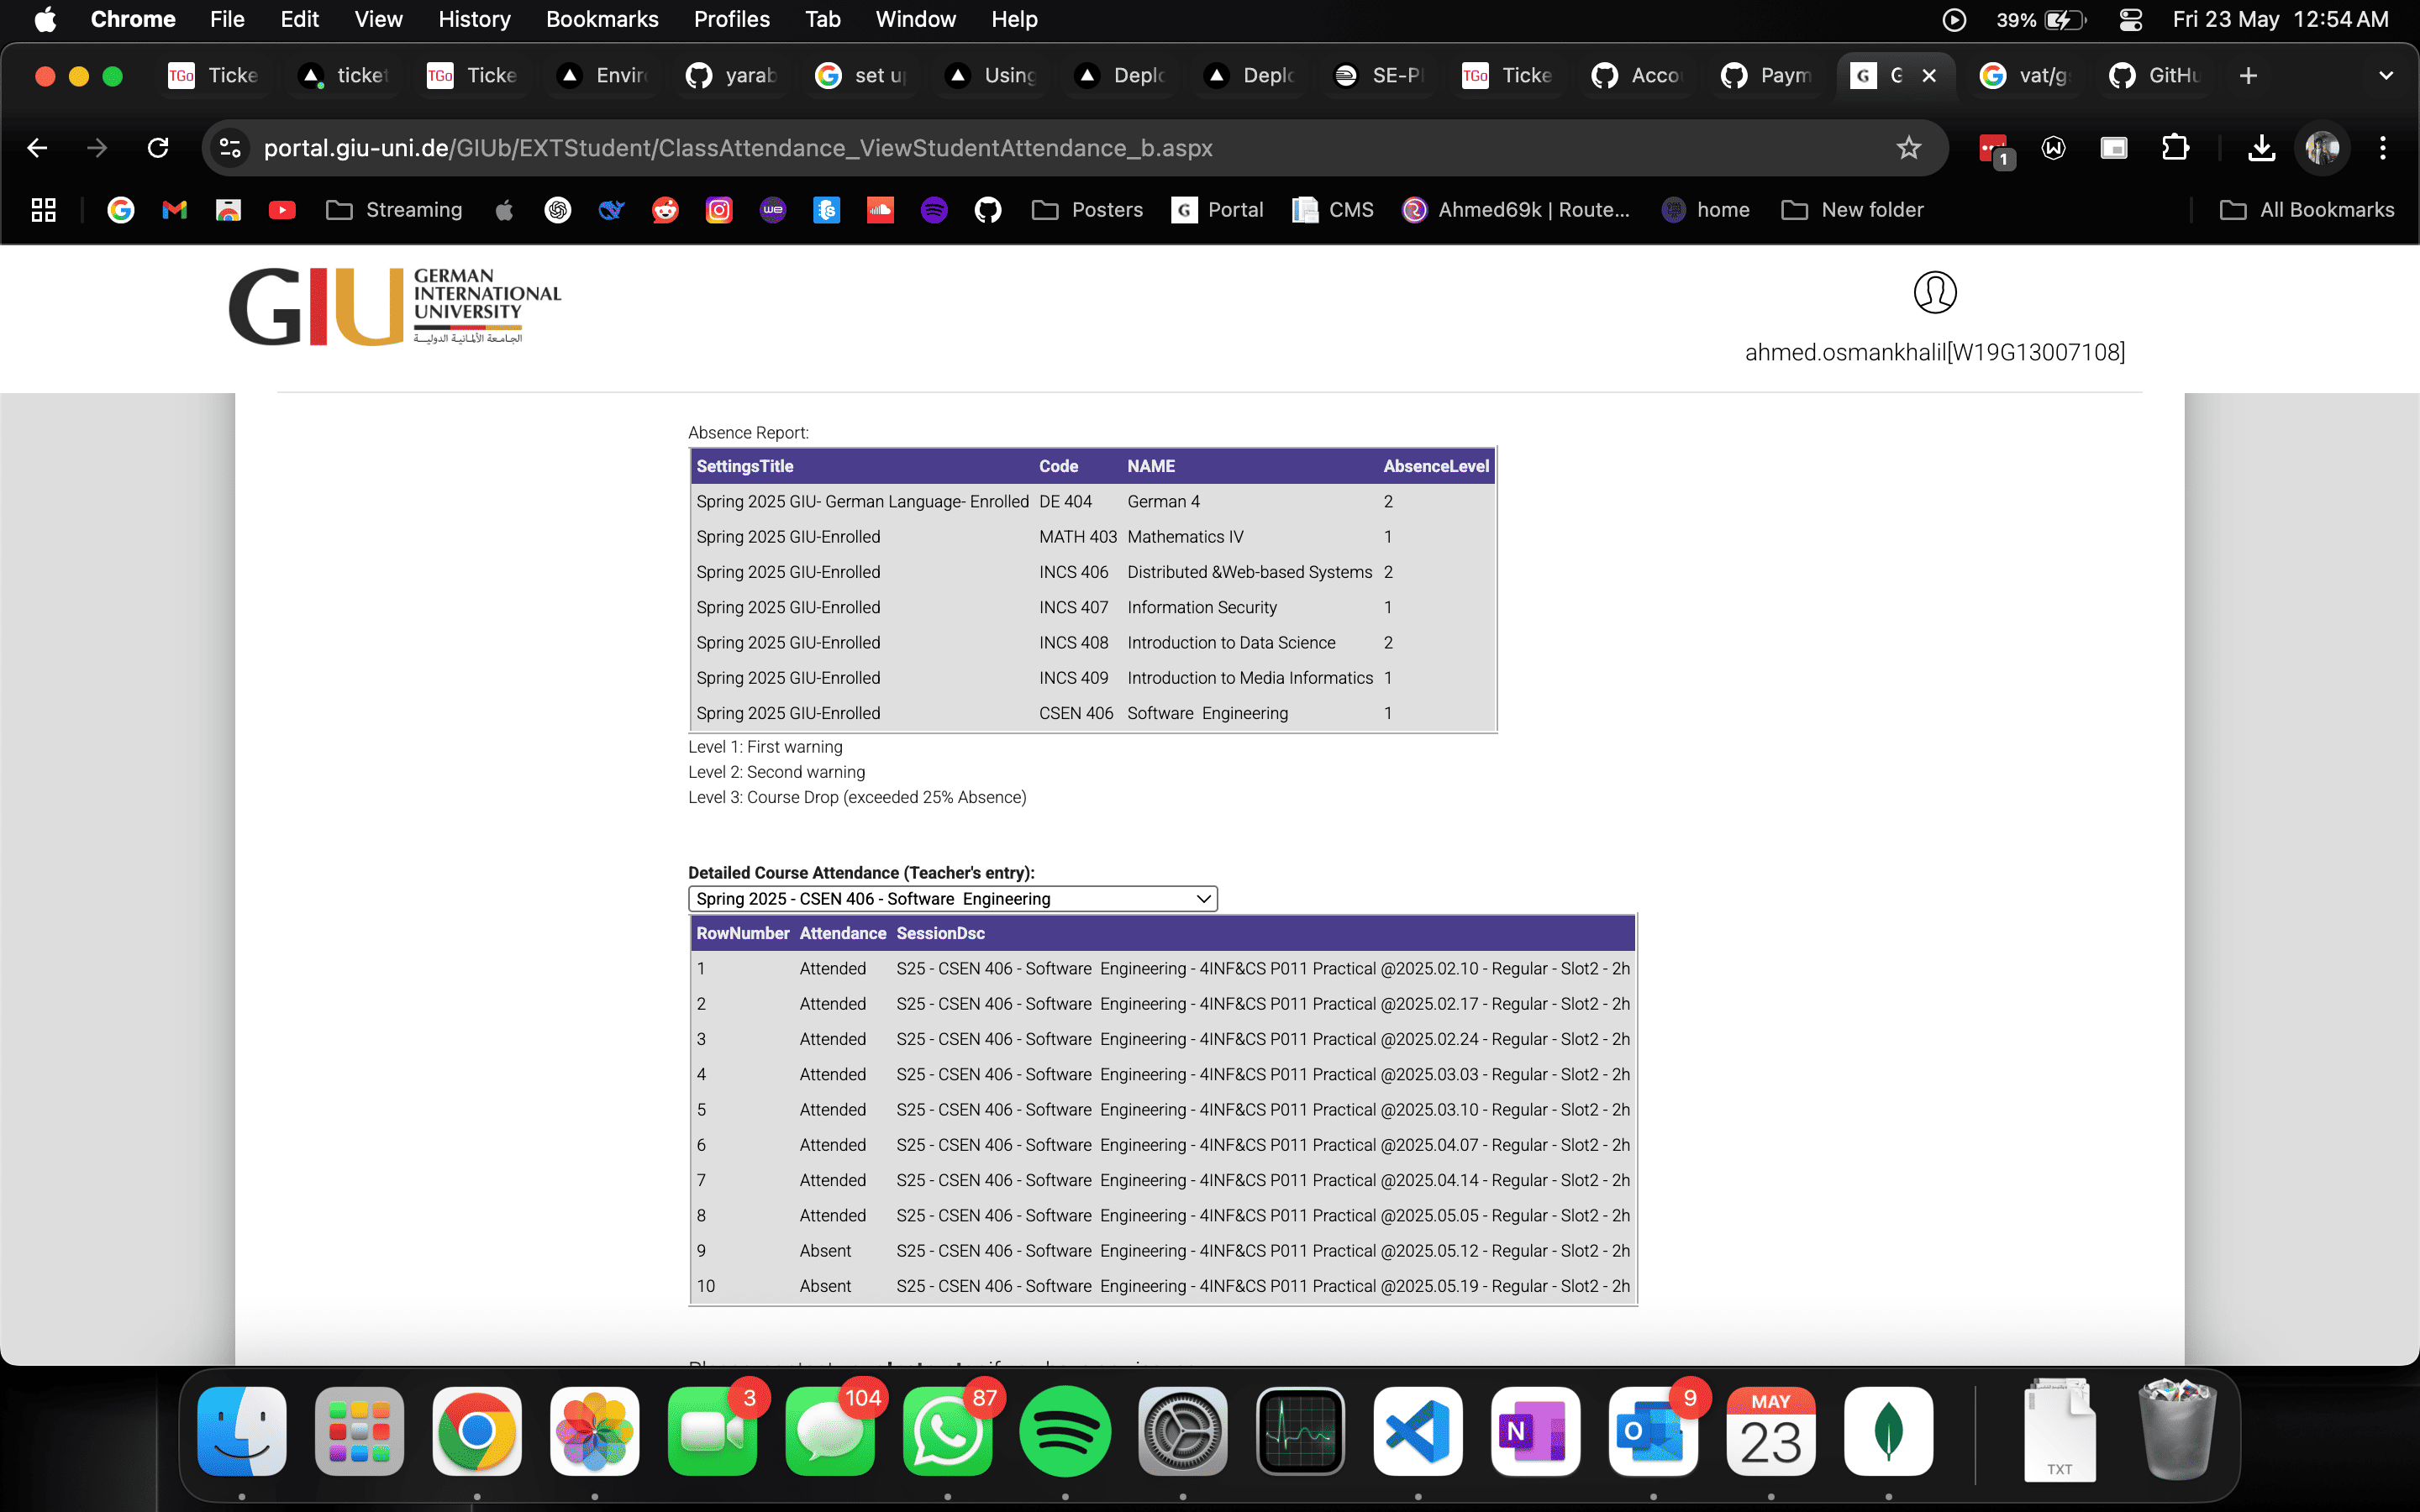 Chrome File Edit View History Bookmarks Profiles Tab Window Help 39% Fri 23 May 12:54 AM
TGo Ticke ticket TGo Ticke Envir yarab set u Using Deplo Deplo SE-Pl TGo Ticke Acco Paym G G vat/g GitHu
portal.giu-uni.de/GIUb/EXTStudent/ClassAttendance_ViewStudentAttendance_b.aspx 1
Streaming Posters G Portal CMS Ahmed69k | Route... home New folder All Bookmarks
GIU GERMAN
INTERNATIONAL
UNIVERSITY
الجامعة الألمانية الدولية
ahmed.osmankhalil[W19G13007108]
Absence Report:
SettingsTitle Code NAME AbsenceLevel
Spring 2025 GIU- German Language- Enrolled DE 404 German 4 2
Spring 2025 GIU-Enrolled MATH 403 Mathematics IV 1
Spring 2025 GIU-Enrolled INCS 406 Distributed &Web-based Systems 2
Spring 2025 GIU-Enrolled INCS 407 Information Security 1
Spring 2025 GIU-Enrolled INCS 408 Introduction to Data Science 2
Spring 2025 GIU-Enrolled INCS 409 Introduction to Media Informatics 1
Spring 2025 GIU-Enrolled CSEN 406 Software Engineering 1
Level 1: First warning
Level 2: Second warning
Level 3: Course Drop (exceeded 25% Absence)
Detailed Course Attendance (Teacher's entry):
Spring 2025 - CSEN 406 - Software Engineering
RowNumber Attendance SessionDsc
1 Attended S25 - CSEN 406 - Software Engineering - 4INF&CS P011 Practical @2025.02.10 - Regular - Slot2 - 2h
2 Attended S25 - CSEN 406 - Software Engineering - 4INF&CS P011 Practical @2025.02.17 - Regular - Slot2 - 2h
3 Attended S25 - CSEN 406 - Software Engineering - 4INF&CS P011 Practical @2025.02.24 - Regular - Slot2 - 2h
4 Attended S25 - CSEN 406 - Software Engineering - 4INF&CS P011 Practical @2025.03.03 - Regular - Slot2 - 2h
5 Attended S25 - CSEN 406 - Software Engineering - 4INF&CS P011 Practical @2025.03.10 - Regular - Slot2 - 2h
6 Attended S25 - CSEN 406 - Software Engineering - 4INF&CS P011 Practical @2025.04.07 - Regular - Slot2 - 2h
7 Attended S25 - CSEN 406 - Software Engineering - 4INF&CS P011 Practical @2025.04.14 - Regular - Slot2 - 2h
8 Attended S25 - CSEN 406 - Software Engineering - 4INF&CS P011 Practical @2025.05.05 - Regular - Slot2 - 2h
9 Absent S25 - CSEN 406 - Software Engineering - 4INF&CS P011 Practical @2025.05.12 - Regular - Slot2 - 2h
10 Absent S25 - CSEN 406 - Software Engineering - 4INF&CS P011 Practical @2025.05.19 - Regular - Slot2 - 2h
3 104 87 9
MAY
23
TXT